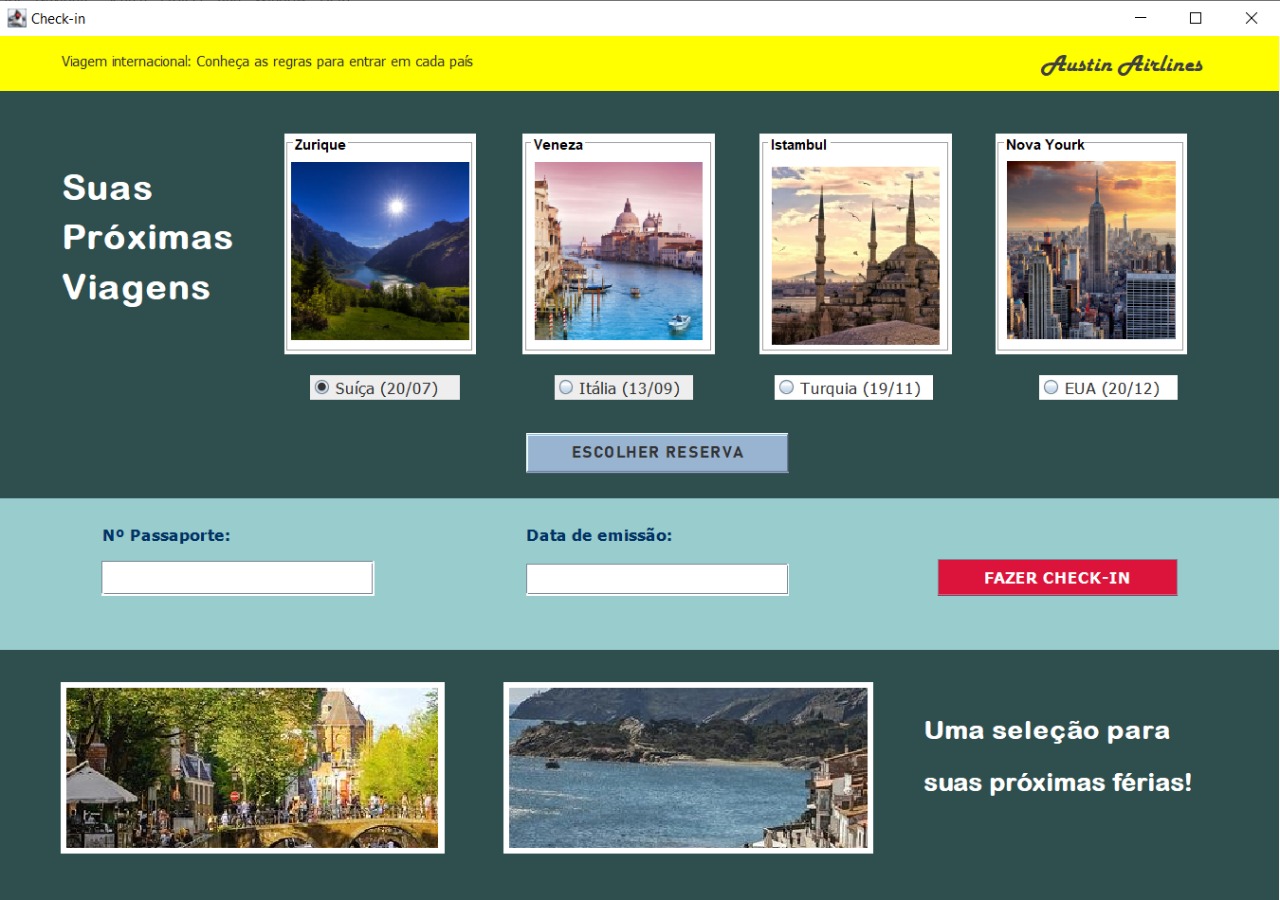 Check-in
Viagem internacional: Conheça as regras para entrar em cada país
Austin Airlines
Suas
Próximas
Viagens
Zurique
Veneza
Istambul
Nova Yourk
Suíça (20/07)
Itália (13/09)
Turquia (19/11)
EUA (20/12)
ESCOLHER RESERVA
Nº Passaporte:
Data de emissão:
FAZER CHECK-IN
Uma seleção para
suas próximas férias!